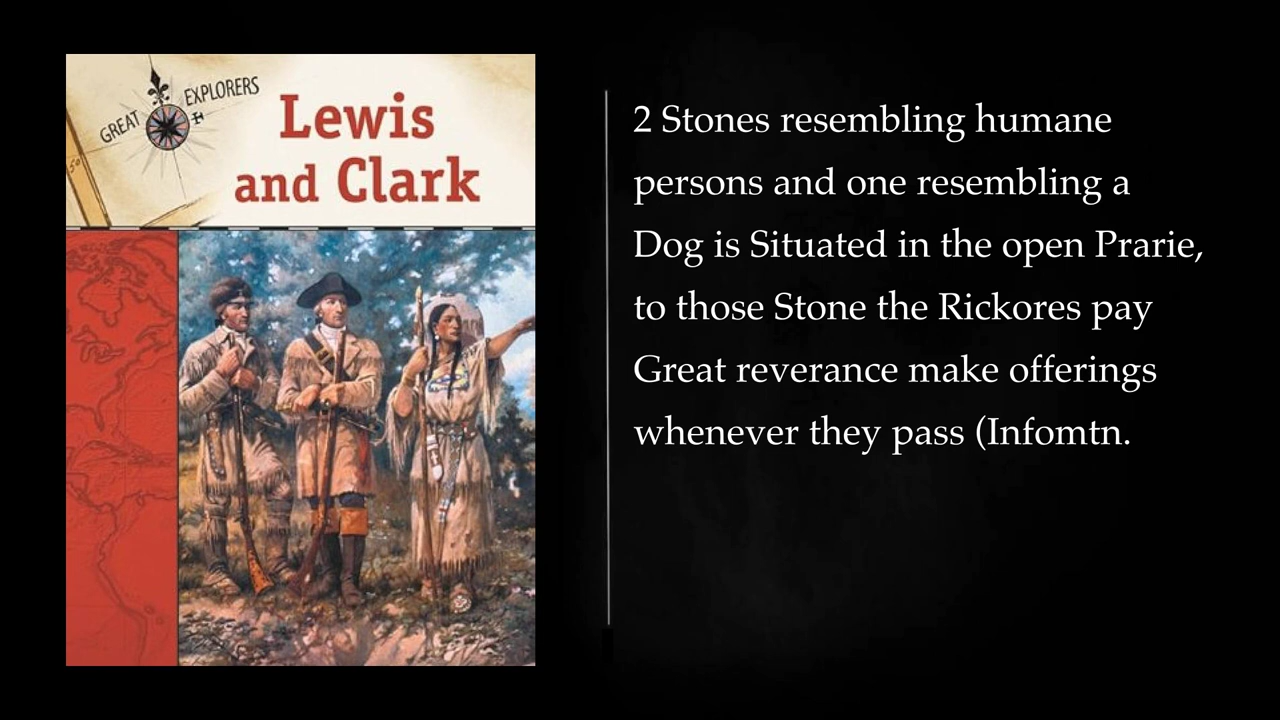 GREAT EXPLORERS
Lewis
and Clark
2 Stones resembling humane
persons and one resembling a
Dog is Situated in the open Prarie,
to those Stone the Rickores pay
Great reverance make offerings
whenever they pass (Infomtn.